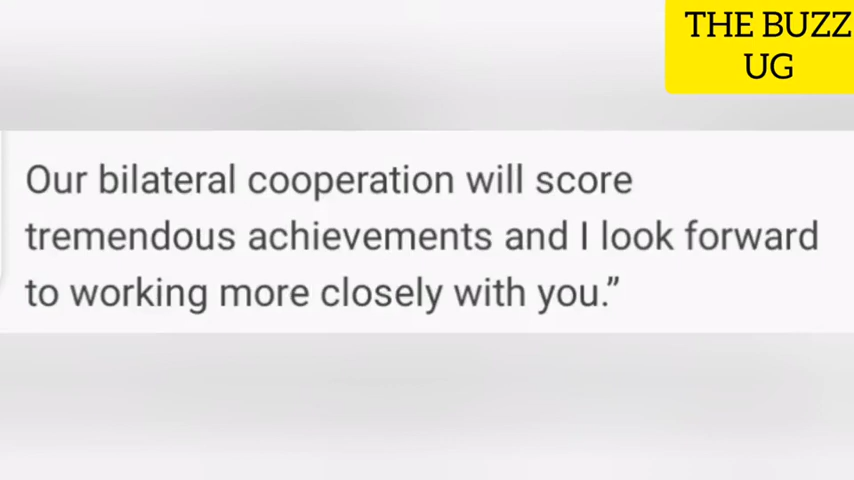 THE BUZZ
UG
Our bilateral cooperation will score
tremendous achievements and I look forward
to working more closely with you.”